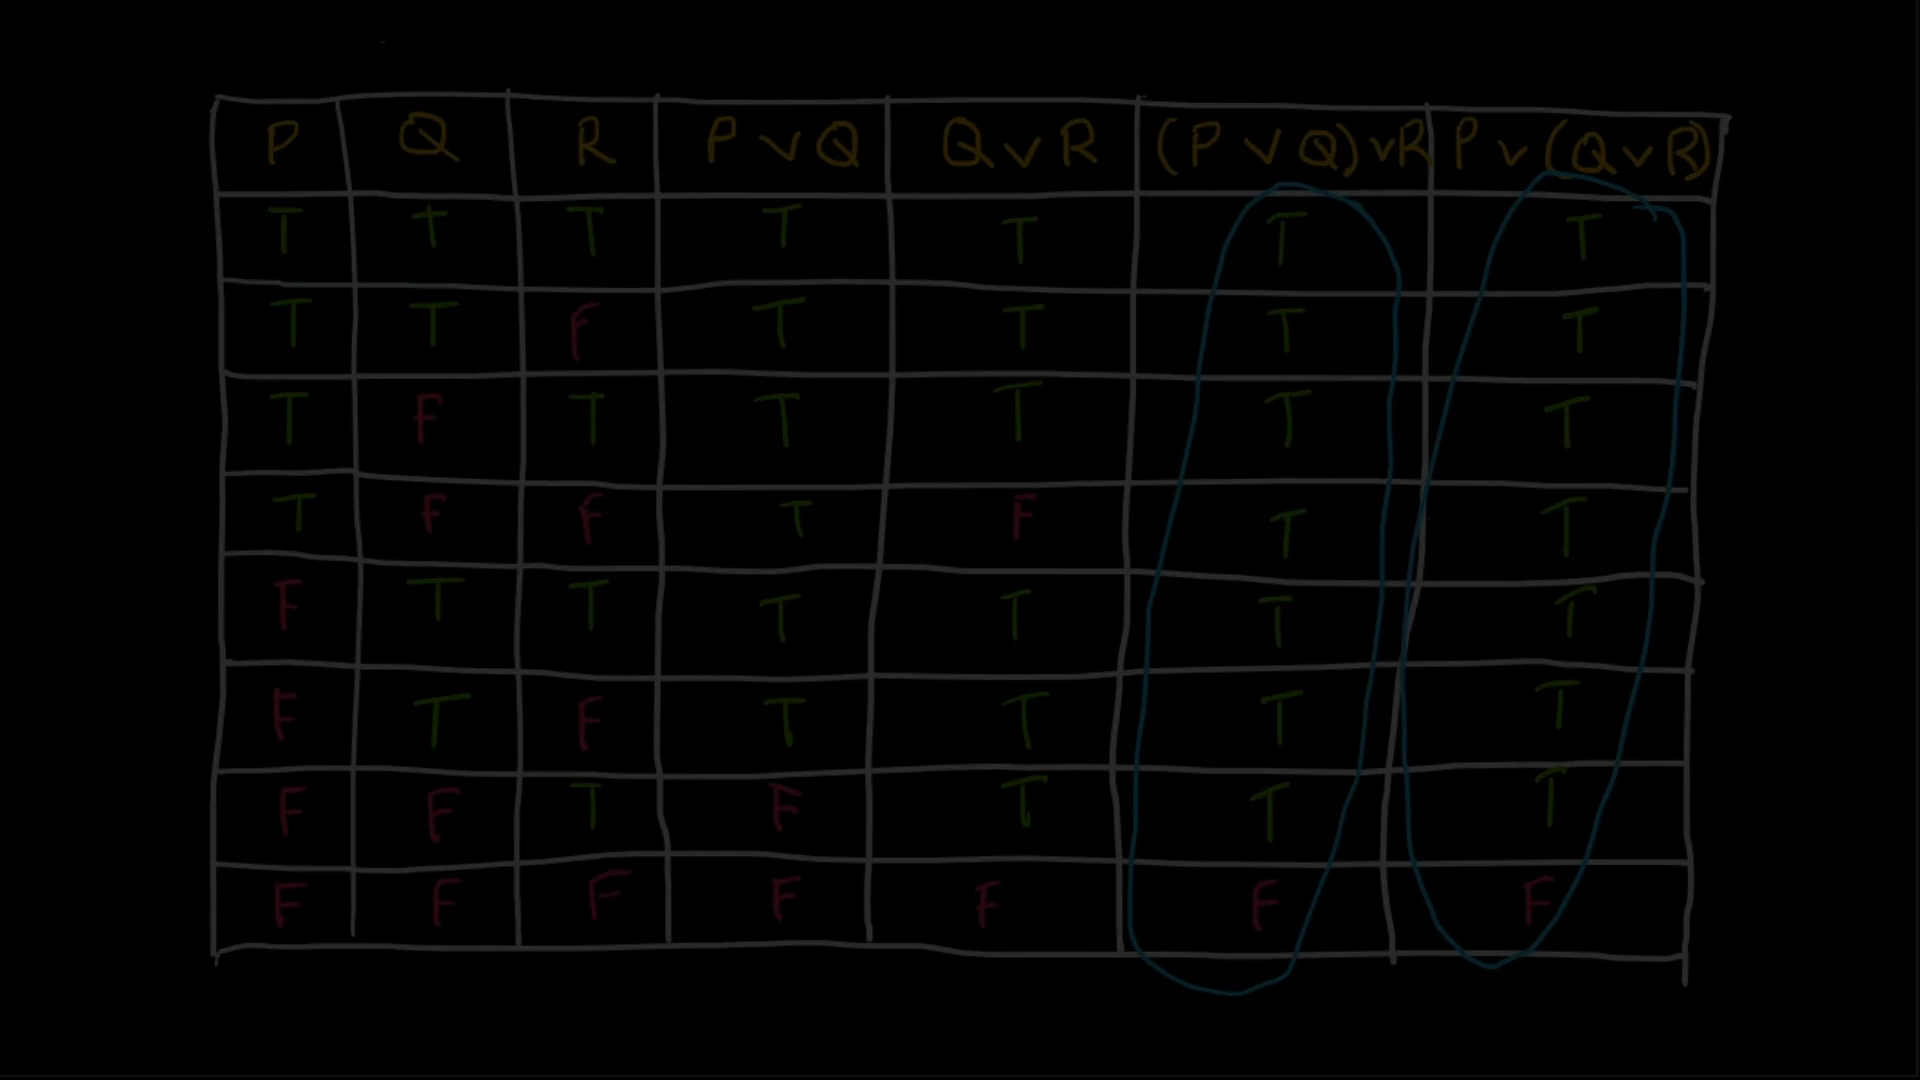 P Q R P ∨ Q Q ∨ R (P ∨ Q) ∨ R P ∨ (Q ∨ R)
T T T T T T T
T T F T T T T
T F T T T T T
T F F T F T T
F T T T T T T
F T F T T T T
F F T F T T T
F F F F F F F